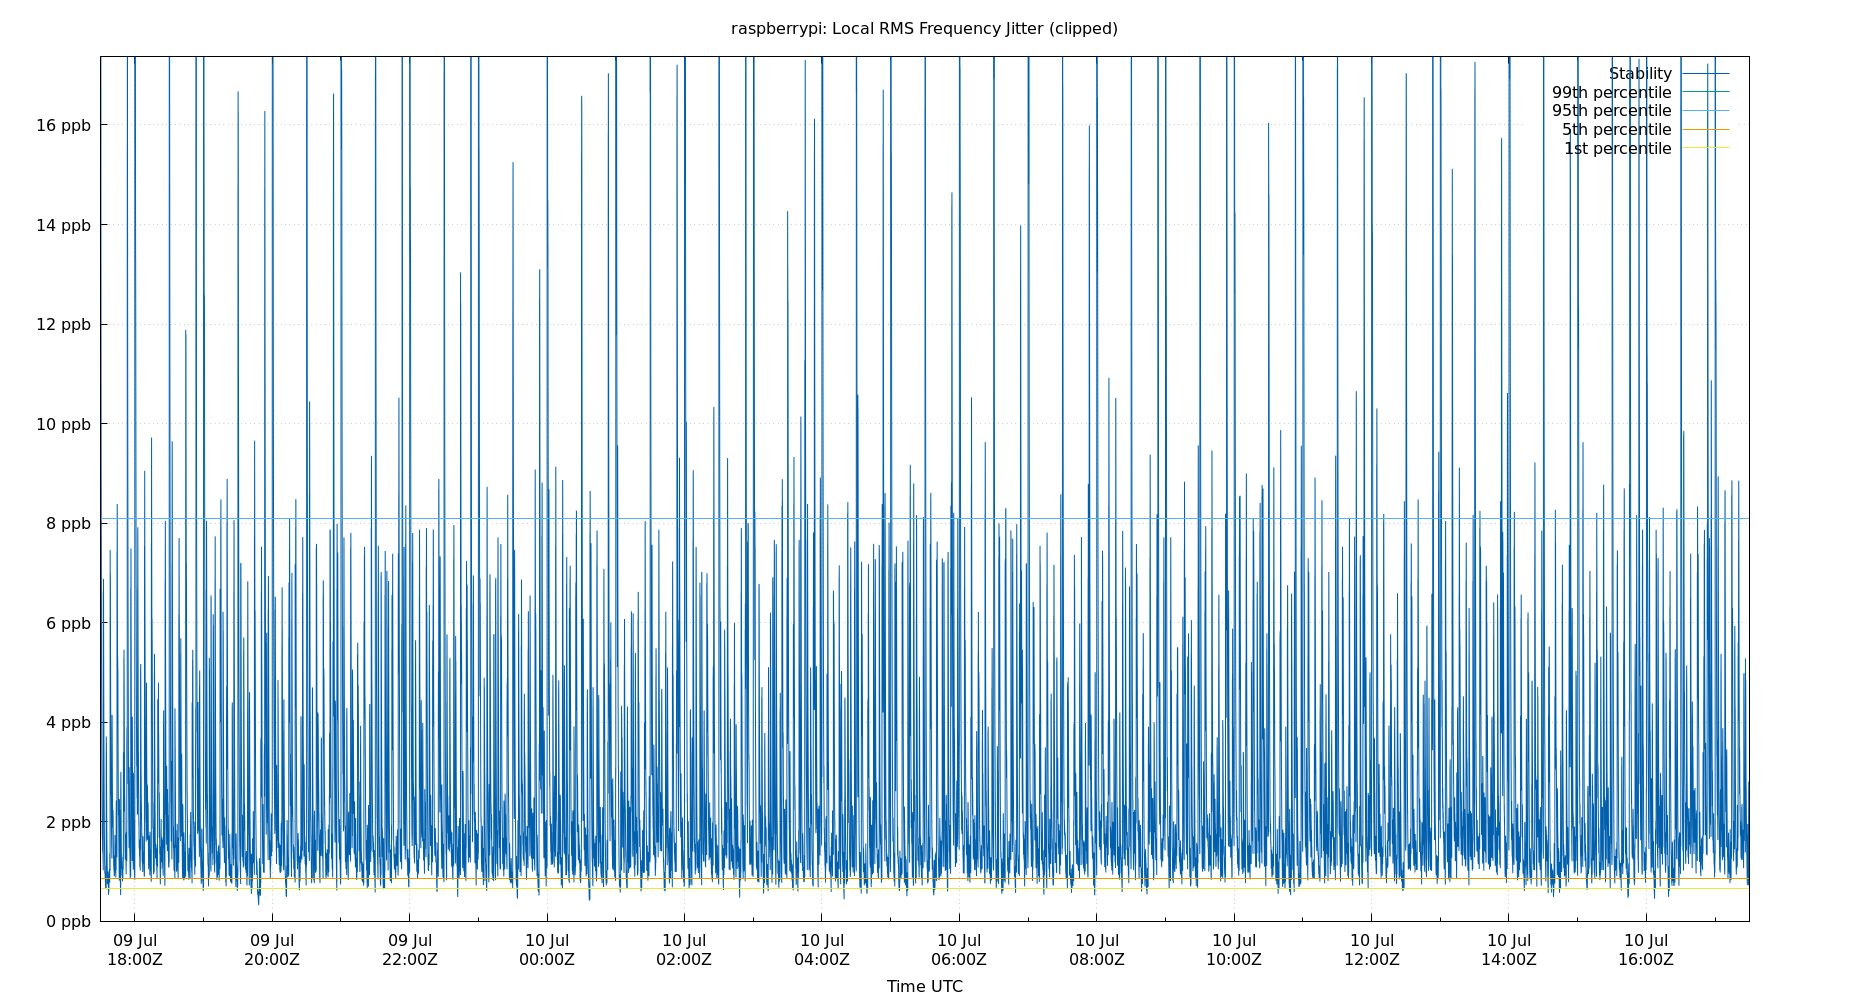 raspberrypi: Local RMS Frequency Jitter (clipped)
Stability
99th percentile
95th percentile
5th percentile
1st percentile
16 ppb
14 ppb
12 ppb
10 ppb
8 ppb
6 ppb
4 ppb
2 ppb
0 ppb
09 Jul 09 Jul 09 Jul 10 Jul 10 Jul 10 Jul 10 Jul 10 Jul 10 Jul 10 Jul 10 Jul 10 Jul
18:00Z 20:00Z 22:00Z 00:00Z 02:00Z 04:00Z 06:00Z 08:00Z 10:00Z 12:00Z 14:00Z 16:00Z
Time UTC